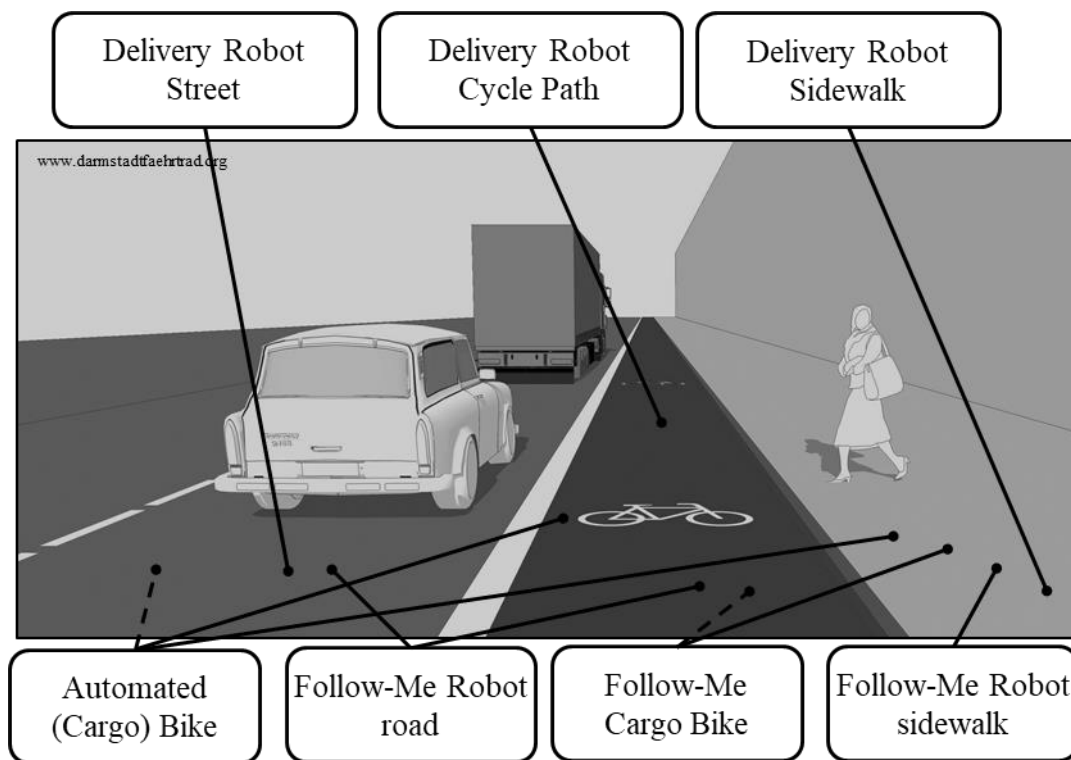 Delivery Robot
Street
Delivery Robot
Cycle Path
Delivery Robot
Sidewalk
www.darmstadtfaehrtrad.org
Automated
(Cargo) Bike
Follow-Me Robot
road
Follow-Me
Cargo Bike
Follow-Me Robot
sidewalk